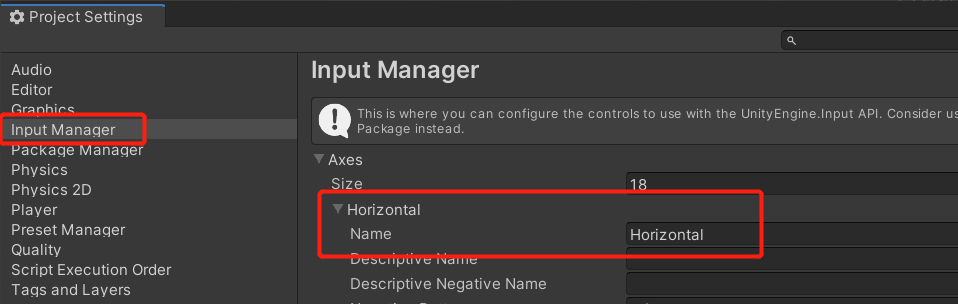 Project Settings
Audio
Editor
Graphics
Input Manager
Package Manager
Physics
Physics 2D
Player
Preset Manager
Quality
Script Execution Order
Tags and Layers
Input Manager
This is where you can configure the controls to use with the UnityEngine.Input API. Consider us
Package instead.
Axes
Size 18
Horizontal
Name Horizontal
Descriptive Name
Descriptive Negative Name